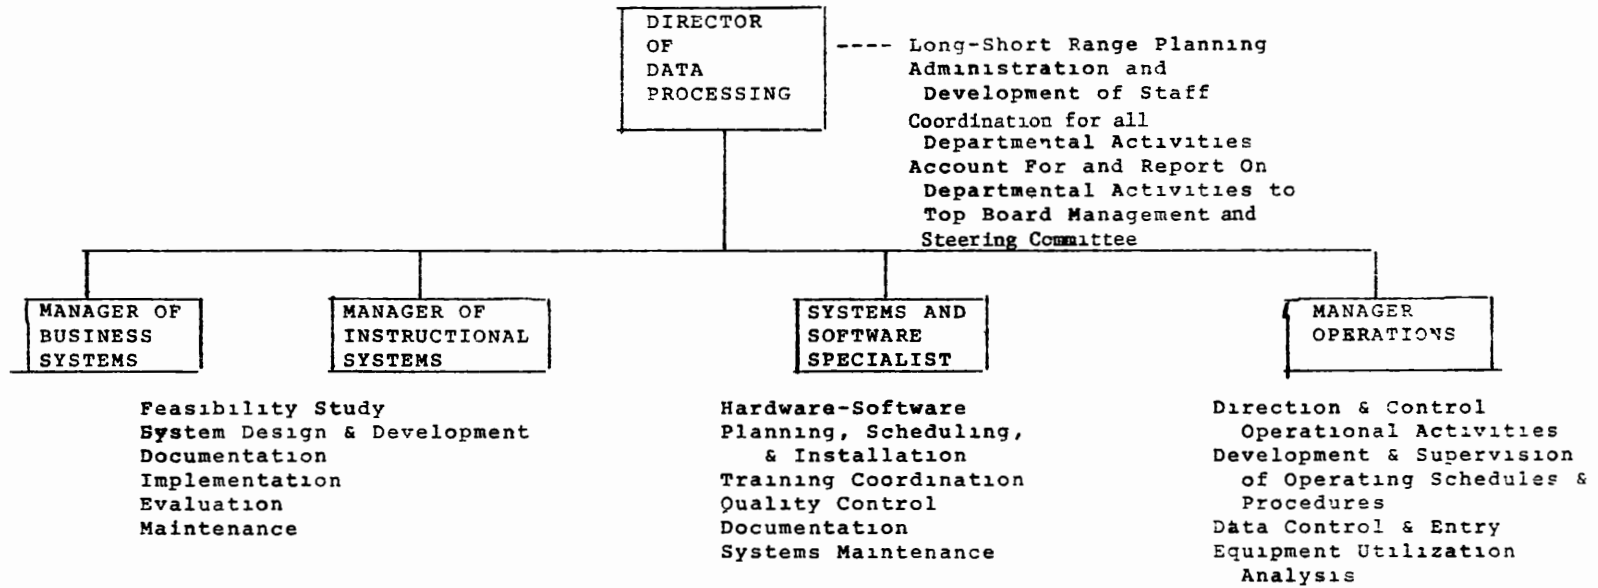 DIRECTOR
OF
DATA
PROCESSING
---- Long-Short Range Planning
Administration and
Development of Staff
Coordination for all
Departmental Activities
Account For and Report On
Departmental Activities to
Top Board Management and
Steering Committee
MANAGER OF
BUSINESS
SYSTEMS
MANAGER OF
INSTRUCTIONAL
SYSTEMS
SYSTEMS AND
SOFTWARE
SPECIALIST
MANAGER
OPERATIONS
Feasibility Study
System Design & Development
Documentation
Implementation
Evaluation
Maintenance
Hardware-Software
Planning, Scheduling,
& Installation
Training Coordination
Quality Control
Documentation
Systems Maintenance
Direction & Control
Operational Activities
Development & Supervision
of Operating Schedules &
Procedures
Data Control & Entry
Equipment Utilization
Analysis